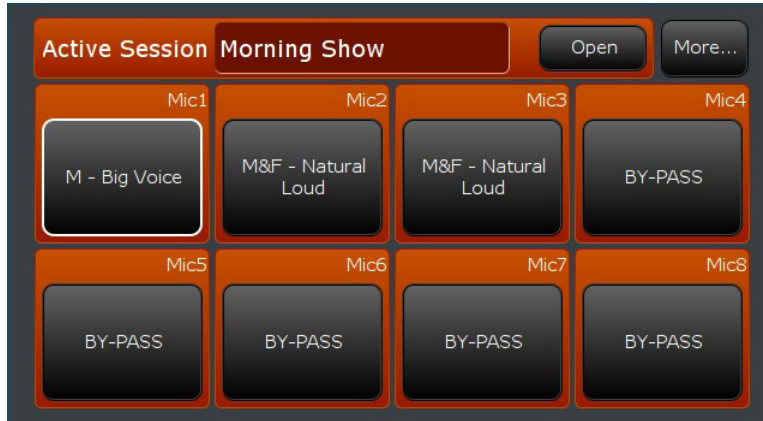 Active Session Morning Show Open More...
Mic1 Mic2 Mic3 Mic4
M - Big Voice
M&F - Natural
Loud
M&F - Natural
Loud
BY-PASS
Mic5 Mic6 Mic7 Mic8
BY-PASS BY-PASS BY-PASS BY-PASS